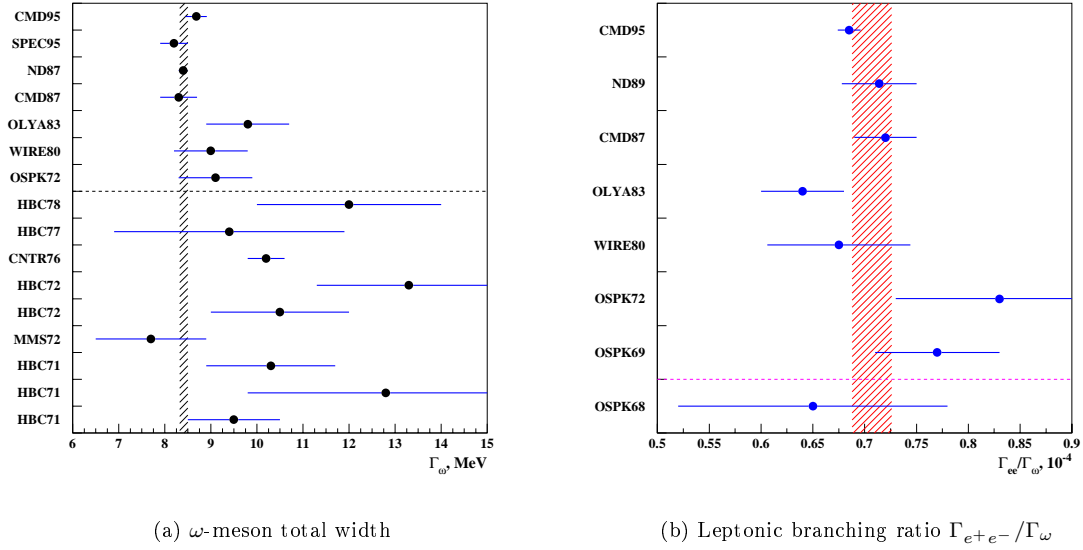 CMD95
SPEC95
ND87
CMD87
OLYA83
WIRE80
OSPK72
HBC78
HBC77
CNTR76
HBC72
HBC72
MMS72
HBC71
HBC71
HBC71
6 7 8 9 10 11 12 13 14 15
Γω, MeV
(a) ω-meson total width
CMD95
ND89
CMD87
OLYA83
WIRE80
OSPK72
OSPK69
OSPK68
0.5 0.55 0.6 0.65 0.7 0.75 0.8 0.85 0.9
Γee/Γω, 10-4
(b) Leptonic branching ratio Γe+e−/Γω